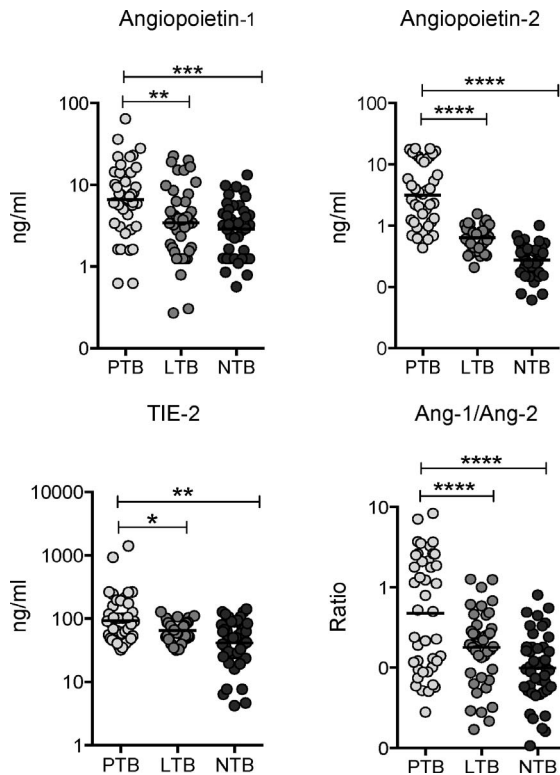 Angiopoietin-1
***
**
100
10
1
0
ng/ml
PTB LTB NTB
Angiopoietin-2
****
****
100
10
1
0
0
ng/ml
PTB LTB NTB
TIE-2
**
*
10000
1000
100
10
1
ng/ml
PTB LTB NTB
Ang-1/Ang-2
****
****
10
1
0
0
Ratio
PTB LTB NTB